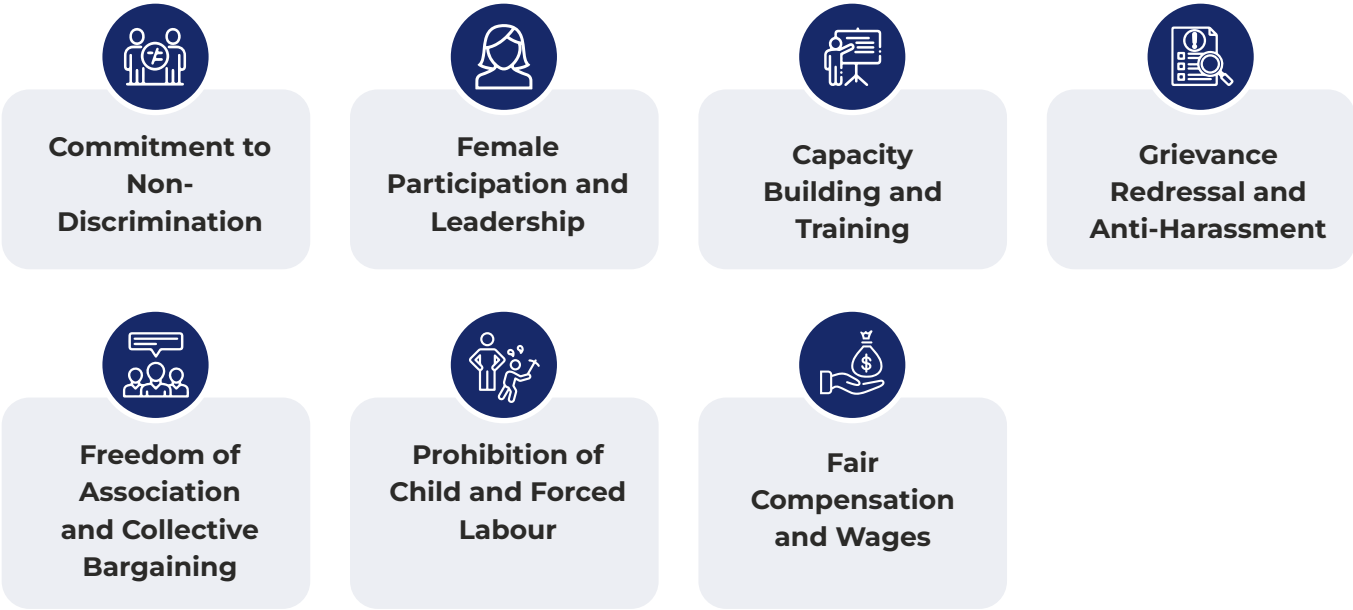 Commitment to
Non-
Discrimination
Female
Participation and
Leadership
Capacity
Building and
Training
Grievance
Redressal and
Anti-Harassment
Freedom of
Association
and Collective
Bargaining
Prohibition of
Child and Forced
Labour
$
Fair
Compensation
and Wages